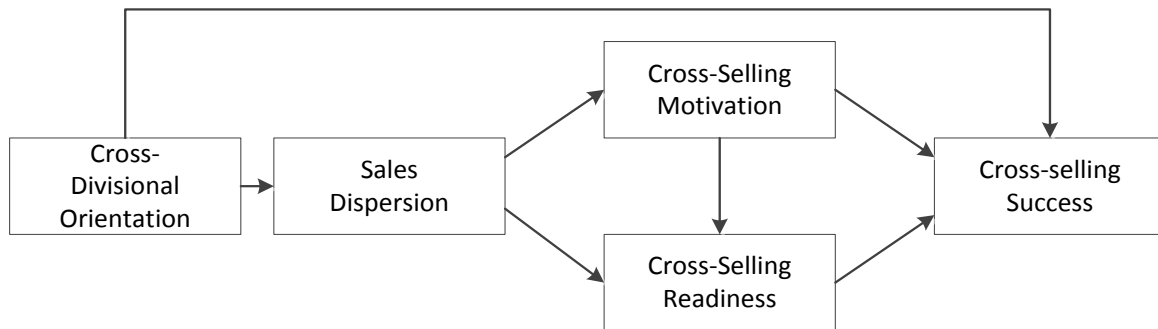 Cross-
Divisional
Orientation
Sales
Dispersion
Cross-Selling
Motivation
Cross-Selling
Readiness
Cross-selling
Success